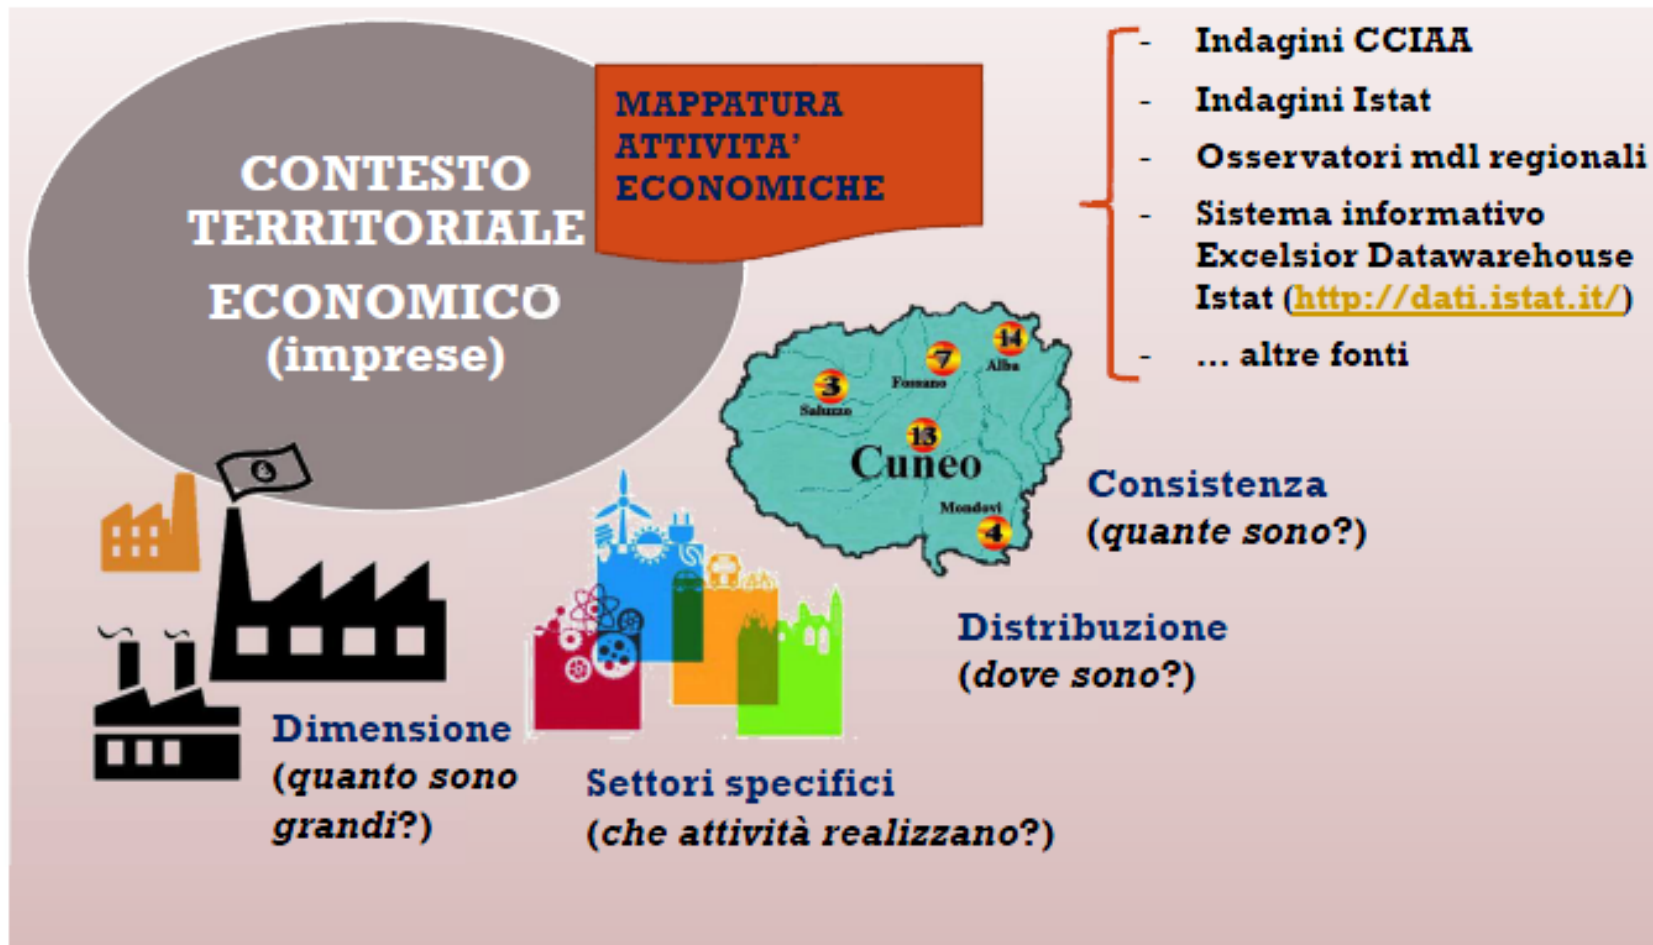 CONTESTO
TERRITORIALE
ECONOMICO
(imprese)
MAPPATURA
ATTIVITA’
ECONOMICHE
- Indagini CCIAA
- Indagini Istat
- Osservatori mdl regionali
- Sistema informativo
Excelsior Datawarehouse
Istat (http://dati.istat.it/)
- ... altre fonti
14
Alba
7
Fossano
3
Saluzzo
13
Cuneo
Mondovi
4
Consistenza
(quante sono?)
Distribuzione
(dove sono?)
Dimensione
(quanto sono
grandi?)
Settori specifici
(che attività realizzano?)